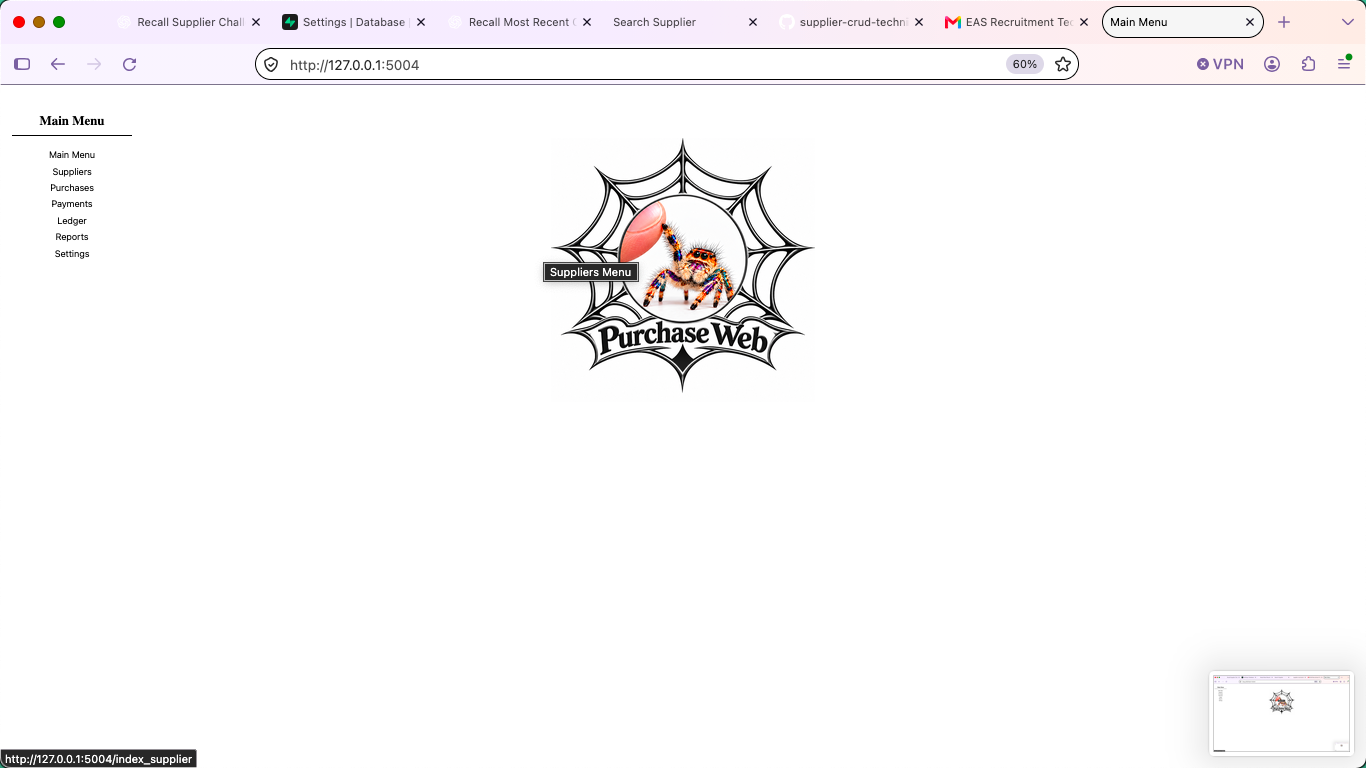 Recall Supplier Chall
Settings | Database
Recall Most Recent
Search Supplier
supplier-crud-techni
EAS Recruitment Tec
Main Menu
http://127.0.0.1:5004
60%
VPN
Main Menu
Main Menu
Suppliers
Purchases
Payments
Ledger
Reports
Settings
Suppliers Menu
Purchase Web
http://127.0.0.1:5004/index_supplier